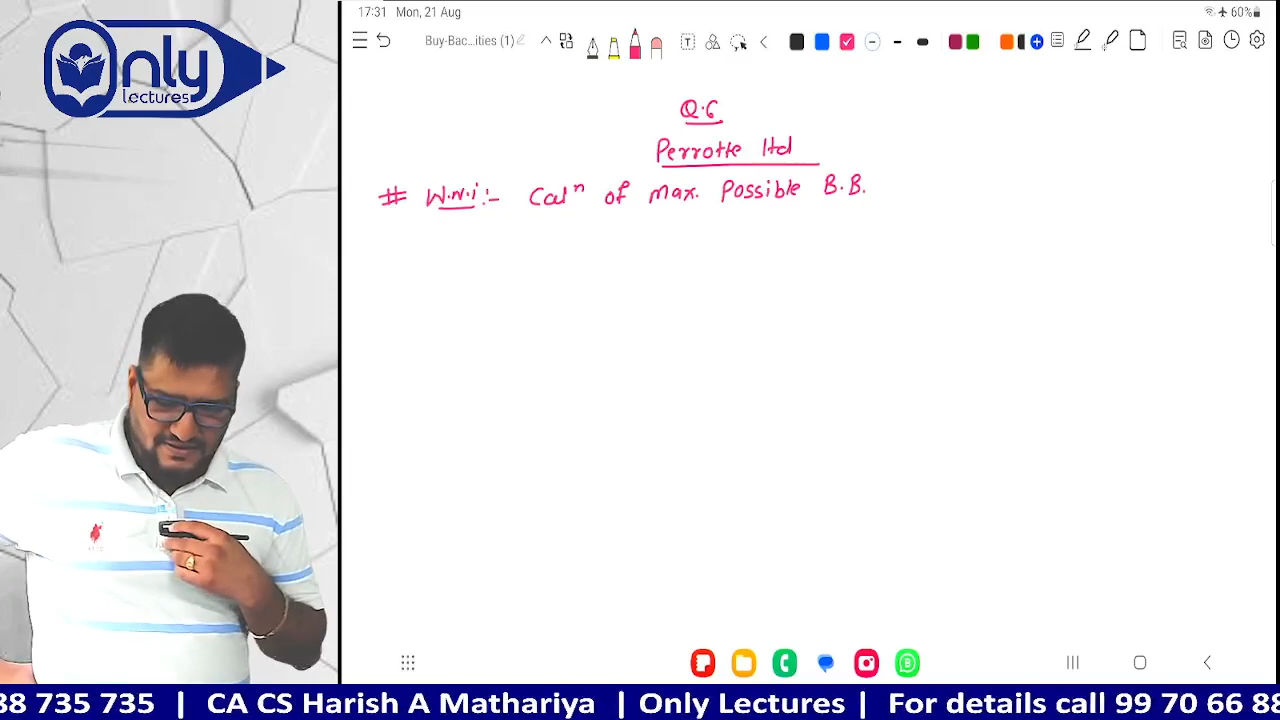 17:31 Mon, 21 Aug
60%
Only
lectures
Buy-Bac...ities (1)
Q.6
Perrotte ltd
# W.N.1:- Calⁿ of max. Possible B.B.
88 735 735 | CA CS Harish A Mathariya | Only Lectures | For details call 99 70 66 88